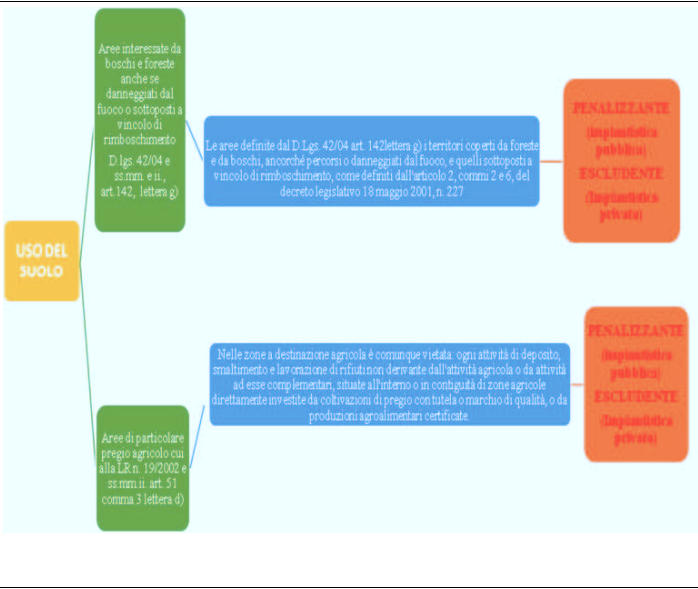 USO DEL
SUOLO
Aree interessate da
boschi e foreste
anche se
danneggiati dal
fuoco o sottoposti a
vincolo di
rimboschimento
D.lgs. 42/04 e
ss.mm. e ii.,
art.142, lettera g)
Le aree definite dal D.Lgs. 42/04 art. 142lettera g) i territori coperti da foreste
e da boschi, ancorché percorsi o danneggiati dal fuoco, e quelli sottoposti a
vincolo di rimboschimento, come definiti dall'articolo 2, commi 2 e 6, del
decreto legislativo 18 maggio 2001, n. 227
PENALIZZANTE
(Impiantistica
pubblica)
ESCLUDENTE
(Impiantistica
privata)
Aree di particolare
pregio agricolo cui
alla LR n. 19/2002 e
ss.mm.ii. art. 51
comma 3 lettera d)
Nelle zone a destinazione agricola è comunque vietata: ogni attività di deposito,
smaltimento e lavorazione di rifiuti non derivante dall'attività agricola o da attività
ad esse complementari, situate all'interno o in contiguità di zone agricole
direttamente investite da coltivazioni di pregio con tutela o marchio di qualità, o da
produzioni agroalimentari certificate.
PENALIZZANTE
(Impiantistica
pubblica)
ESCLUDENTE
(Impiantistica
privata)